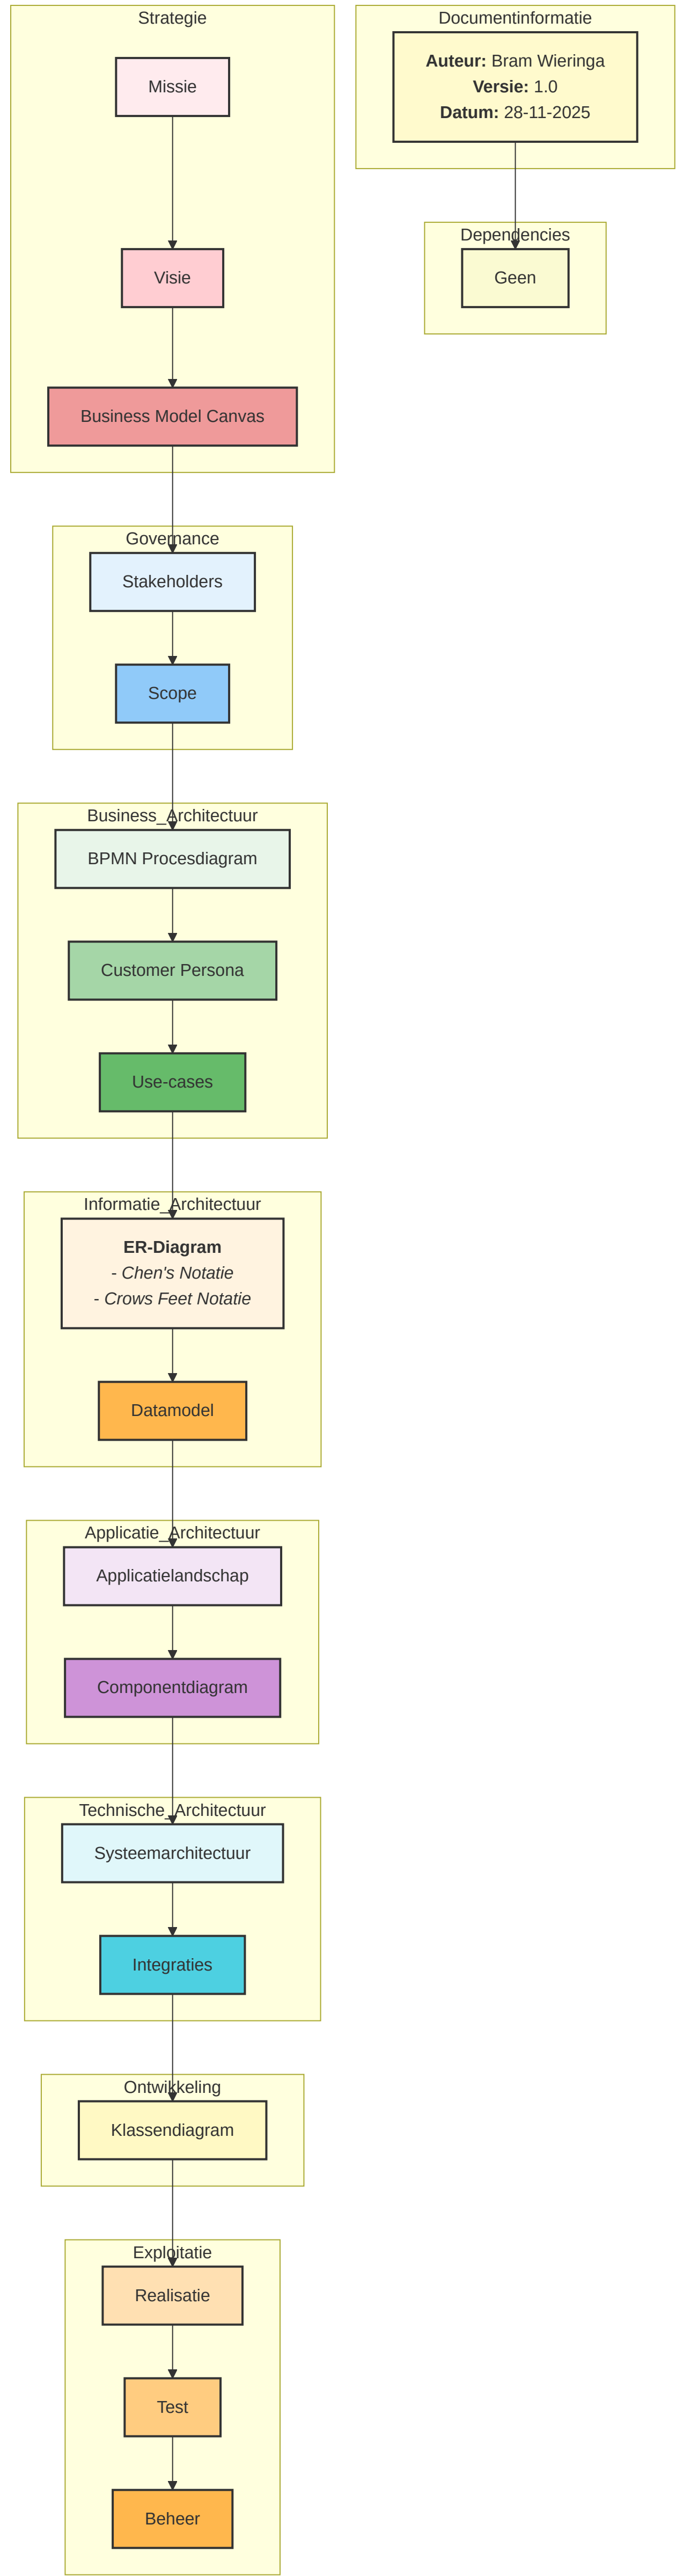 Strategie
Missie
Visie
Business Model Canvas
Documentinformatie
Auteur: Bram Wieringa
Versie: 1.0
Datum: 28-11-2025
Dependencies
Geen
Governance
Stakeholders
Scope
Business_Architectuur
BPMN Procesdiagram
Customer Persona
Use-cases
Informatie_Architectuur
ER-Diagram
- Chen's Notatie
- Crows Feet Notatie
Datamodel
Applicatie_Architectuur
Applicatielandschap
Componentdiagram
Technische_Architectuur
Systeemarchitectuur
Integraties
Ontwikkeling
Klassendiagram
Exploitatie
Realisatie
Test
Beheer